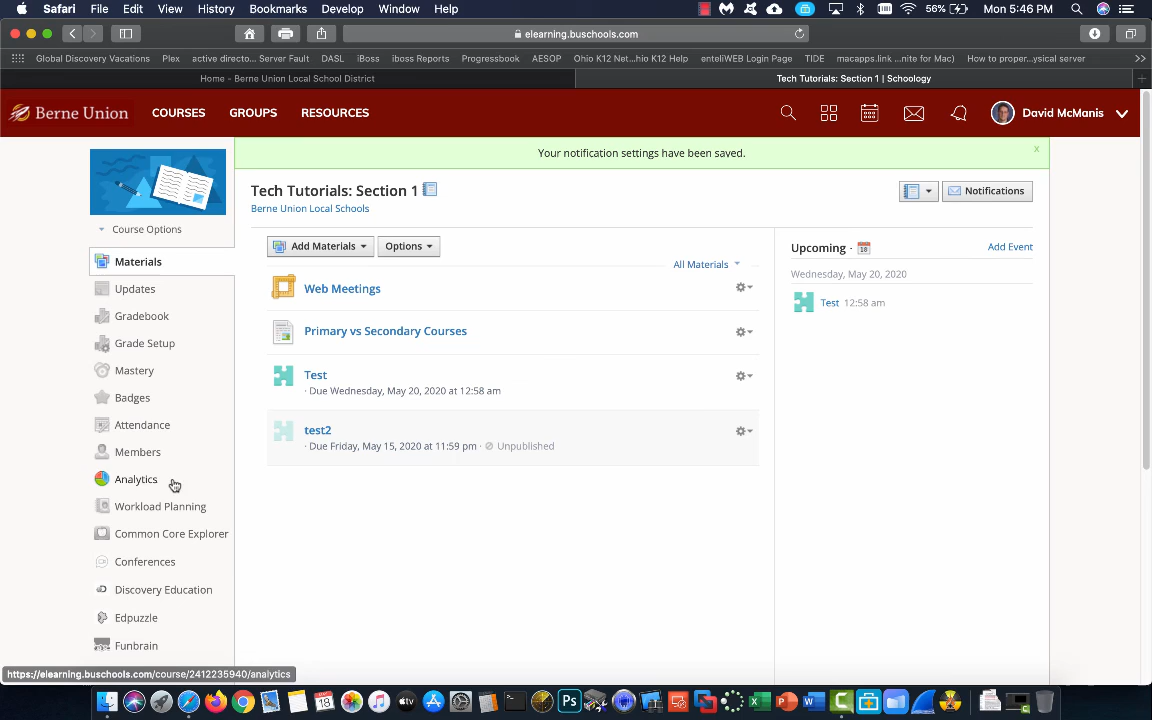 Safari File Edit View History Bookmarks Develop Window Help 56% Mon 5:46 PM
elearning.buschools.com
Global Discovery Vacations Plex active directo... Server Fault DASL iBoss iboss Reports Progressbook AESOP Ohio K12 Net...hio K12 Help enteliWEB Login Page TIDE macapps.link ...nite for Mac) How to proper...ysical server >>
Home - Berne Union Local School District
Tech Tutorials: Section 1 | Schoology
Berne Union COURSES GROUPS RESOURCES David McManis
Your notification settings have been saved. x
Tech Tutorials: Section 1
Notifications
Berne Union Local Schools
Course Options
Materials
Updates
Gradebook
Grade Setup
Mastery
Badges
Attendance
Members
Analytics
Workload Planning
Common Core Explorer
Conferences
Discovery Education
Edpuzzle
Funbrain
Add Materials Options
All Materials
Web Meetings
Primary vs Secondary Courses
Test
· Due Wednesday, May 20, 2020 at 12:58 am
test2
· Due Friday, May 15, 2020 at 11:59 pm · Unpublished
Upcoming · 18 Add Event
Wednesday, May 20, 2020
Test 12:58 am
https://elearning.buschools.com/course/2412235940/analytics
18 tv Ps X P W